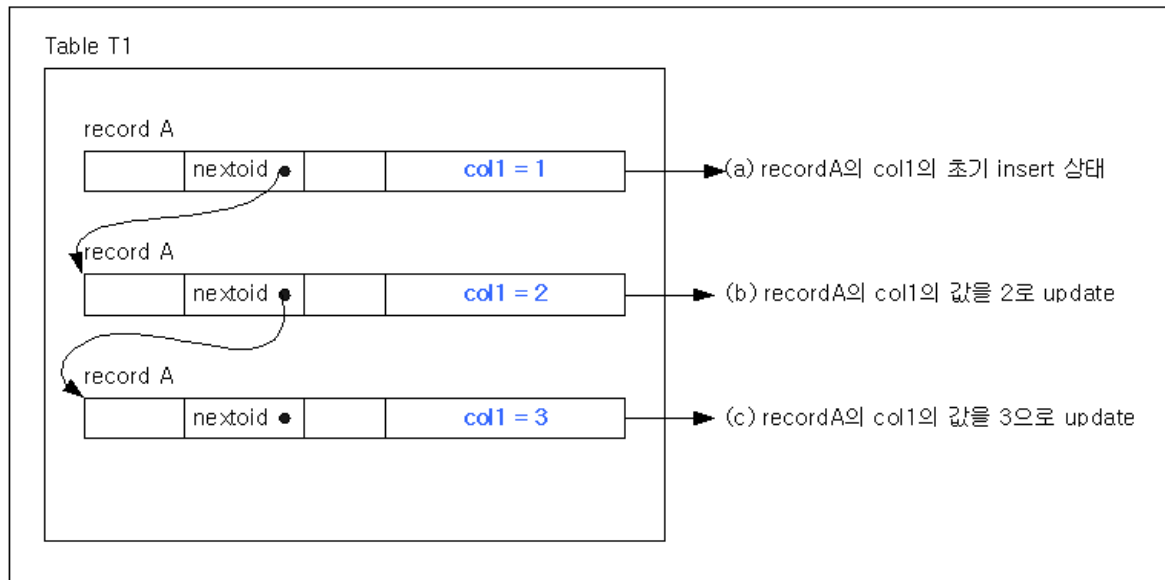 Table T1
record A
nextoid col1 = 1 (a) recordA의 col1의 초기 insert 상태
record A
nextoid col1 = 2 (b) recordA의 col1의 값을 2로 update
record A
nextoid col1 = 3 (c) recordA의 col1의 값을 3으로 update